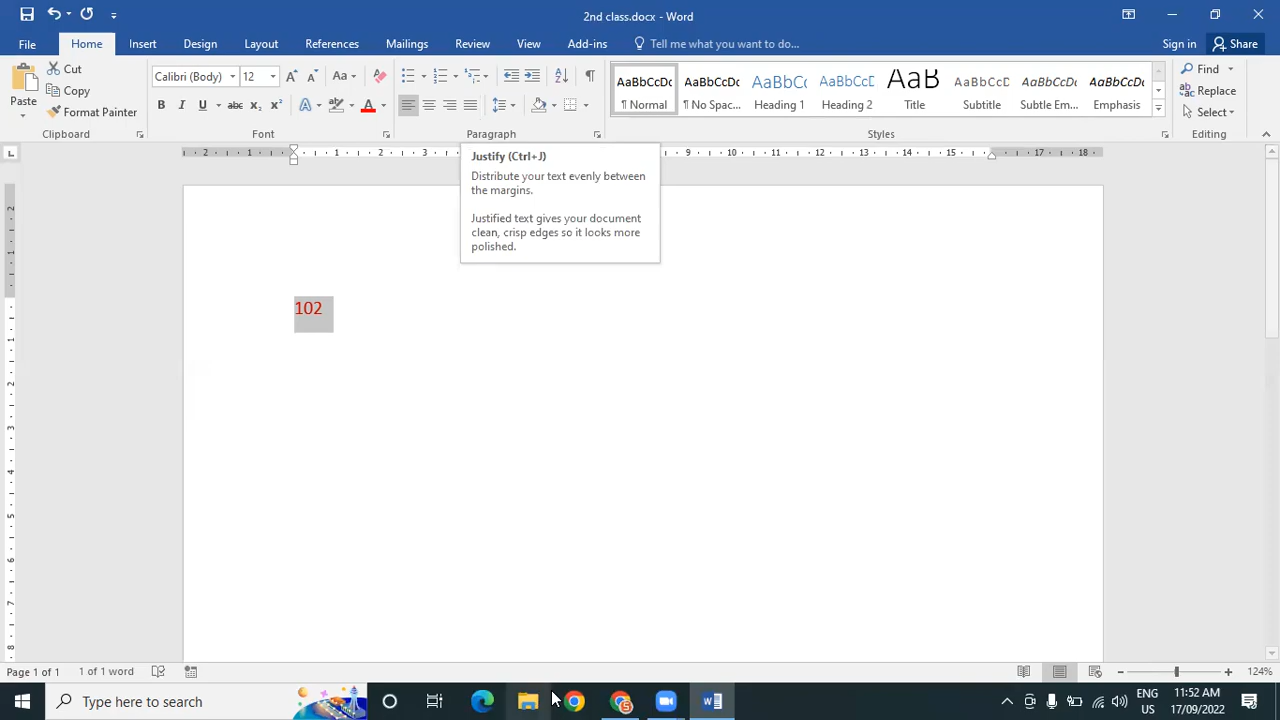 2nd class.docx - Word
File Home Insert Design Layout References Mailings Review View Add-ins Tell me what you want to do... Sign in Share
Paste
Cut
Copy
Format Painter
Clipboard
Calibri (Body) 12
Font
Paragraph
AaBbCcDc ¶ Normal
AaBbCcDc ¶ No Spac...
AaBbC( Heading 1
AaBbCcE Heading 2
AaB Title
AaBbCcC Subtitle
AaBbCcDt Subtle Em...
AaBbCcDt Emphasis
Styles
Find
Replace
Select
Editing
Justify (Ctrl+J)
Distribute your text evenly between
the margins.
Justified text gives your document
clean, crisp edges so it looks more
polished.
102
Page 1 of 1 1 of 1 word 124%
Type here to search
ENG
US
11:52 AM
17/09/2022